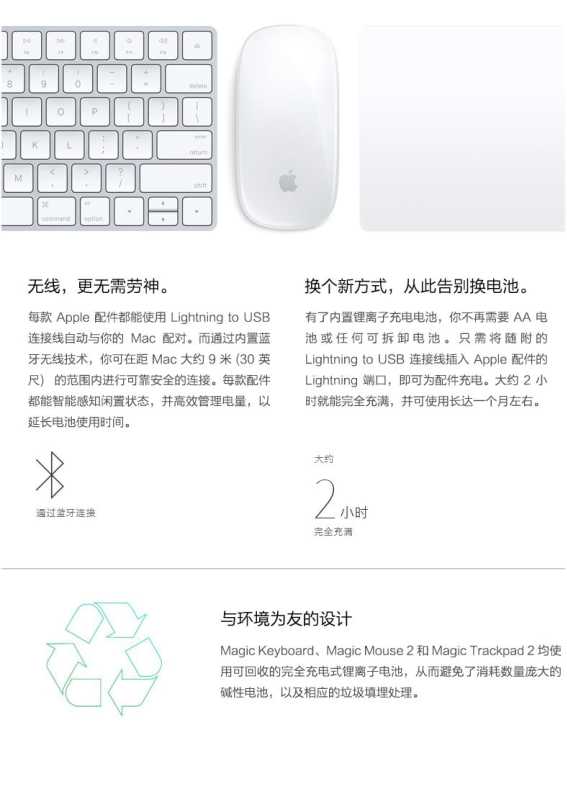 8 9 0 - +
delete
I O P { [ } ] | \
return
J K L : ; " '
M < , > . ? /
shift
⌘ command option
无线，更无需劳神。
每款 Apple 配件都能使用 Lightning to USB
连接线自动与你的 Mac 配对。而通过内置蓝
牙无线技术，你可在距 Mac 大约 9 米 (30 英
尺) 的范围内进行可靠安全的连接。每款配件
都能智能感知闲置状态，并高效管理电量，以
延长电池使用时间。
通过蓝牙连接
换个新方式，从此告别换电池。
有了内置锂离子充电电池，你不再需要 AA 电
池或任何可拆卸电池。只需将随附的
Lightning to USB 连接线插入 Apple 配件的
Lightning 端口，即可为配件充电。大约 2 小
时就能完全充满，并可使用长达一个月左右。
大约
2 小时
完全充满
与环境为友的设计
Magic Keyboard、Magic Mouse 2 和 Magic Trackpad 2 均使
用可回收的完全充电式锂离子电池，从而避免了消耗数量庞大的
碱性电池，以及相应的垃圾填埋处理。